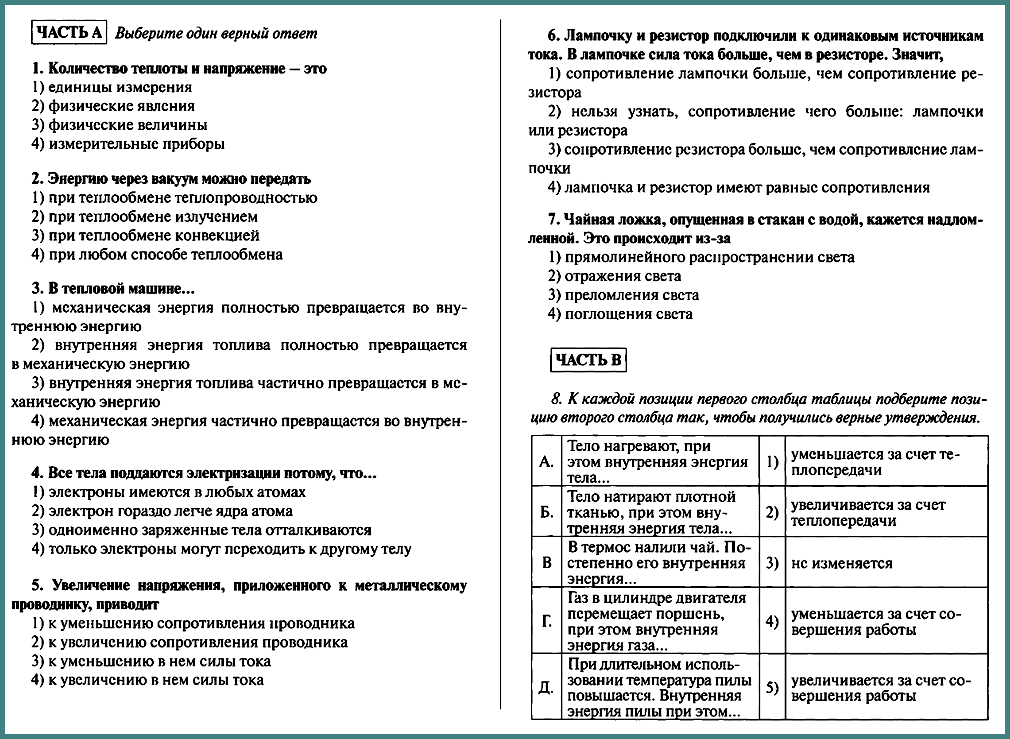 ЧАСТЬ А Выберите один верный ответ
1. Количество теплоты и напряжение — это
1) единицы измерения
2) физические явления
3) физические величины
4) измерительные приборы
2. Энергию через вакуум можно передать
1) при теплообмене теплопроводностью
2) при теплообмене излучением
3) при теплообмене конвекцией
4) при любом способе теплообмена
3. В тепловой машине...
1) механическая энергия полностью превращается во вну-
треннюю энергию
2) внутренняя энергия топлива полностью превращается
в механическую энергию
3) внутренняя энергия топлива частично превращается в ме-
ханическую энергию
4) механическая энергия частично превращается во внутрен-
нюю энергию
4. Все тела поддаются электризации потому, что...
1) электроны имеются в любых атомах
2) электрон гораздо легче ядра атома
3) одноименно заряженные тела отталкиваются
4) только электроны могут переходить к другому телу
5. Увеличение напряжения, приложенного к металлическому
проводнику, приводит
1) к уменьшению сопротивления проводника
2) к увеличению сопротивления проводника
3) к уменьшению в нем силы тока
4) к увеличению в нем силы тока
6. Лампочку и резистор подключили к одинаковым источникам
тока. В лампочке сила тока больше, чем в резисторе. Значит,
1) сопротивление лампочки больше, чем сопротивление ре-
зистора
2) нельзя узнать, сопротивление чего больше: лампочки
или резистора
3) сопротивление резистора больше, чем сопротивление лам-
почки
4) лампочка и резистор имеют равные сопротивления
7. Чайная ложка, опущенная в стакан с водой, кажется надлом-
ленной. Это происходит из-за
1) прямолинейного распространении света
2) отражения света
3) преломления света
4) поглощения света
ЧАСТЬ В
8. К каждой позиции первого столбца таблицы подберите пози-
цию второго столбца так, чтобы получились верные утверждения.
А. Тело нагревают, при
этом внутренняя энергия
тела...
1) уменьшается за счет те-
плопередачи
Б. Тело натирают плотной
тканью, при этом вну-
тренняя энергия тела...
2) увеличивается за счет
теплопередачи
В В термос налили чай. По-
степенно его внутренняя
энергия...
3) не изменяется
Г. Газ в цилиндре двигателя
перемещает поршень,
при этом внутренняя
энергия газа...
4) уменьшается за счет со-
вершения работы
Д. При длительном исполь-
зовании температура пилы
повышается. Внутренняя
энергия пилы при этом...
5) увеличивается за счет со-
вершения работы